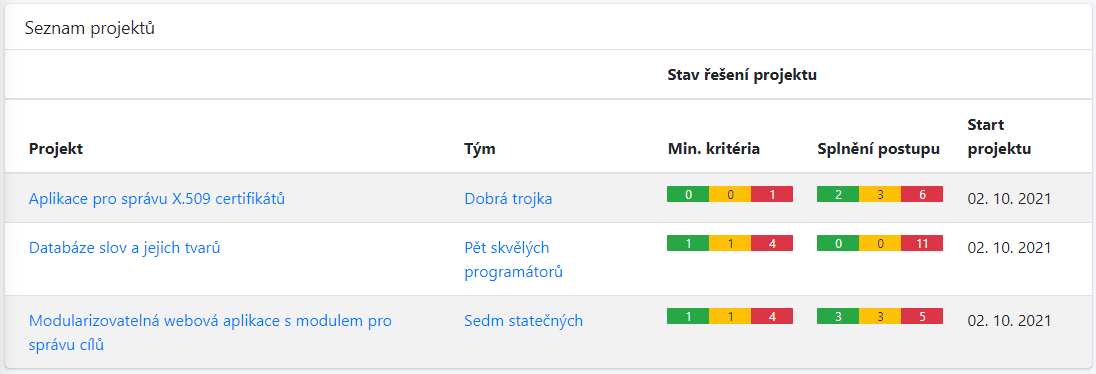 Seznam projektů
Stav řešení projektu
Projekt Tým Min. kritéria Splnění postupu Start projektu
Aplikace pro správu X.509 certifikátů Dobrá trojka 0 0 1 2 3 6 02. 10. 2021
Databáze slov a jejich tvarů Pět skvělých 1 1 4 0 0 11 02. 10. 2021
programátorů
Modularizovatelná webová aplikace s modulem pro Sedm statečných 1 1 4 3 3 5 02. 10. 2021
správu cílů